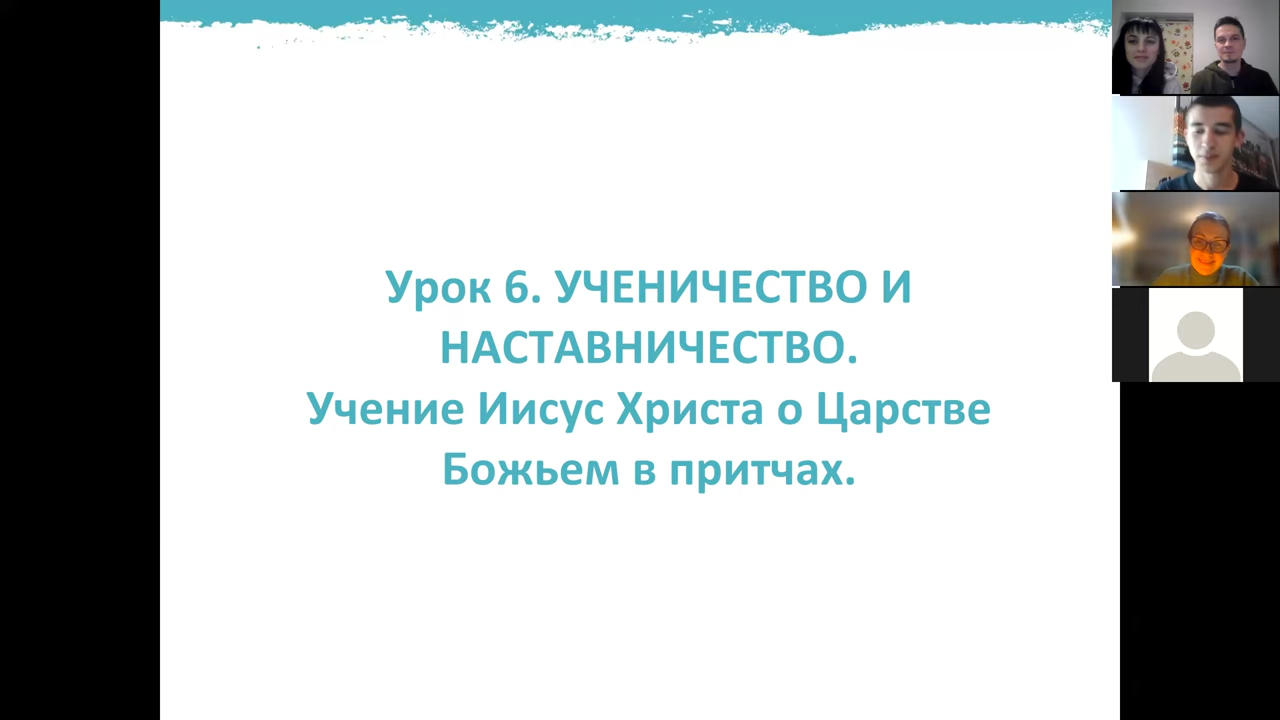 Урок 6. УЧЕНИЧЕСТВО И
НАСТАВНИЧЕСТВО.
Учение Иисус Христа о Царстве
Божьем в притчах.